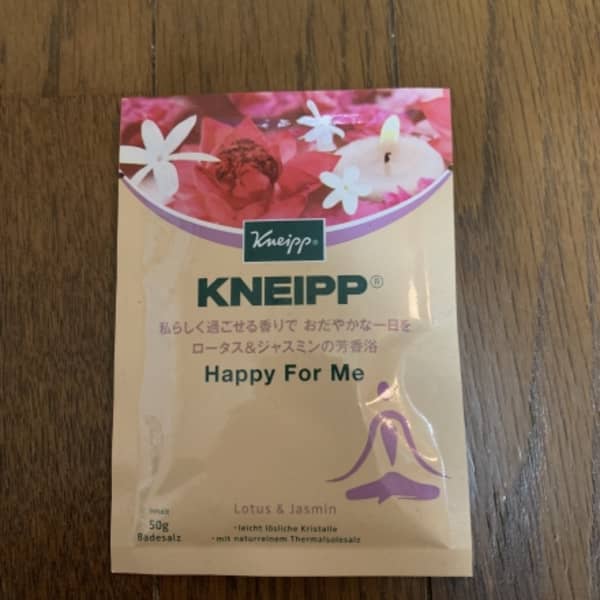 Kneipp®
KNEIPP®
私らしく過ごせる香りで おだやかな一日を
ロータス&ジャスミンの芳香浴
Happy For Me
Lotus & Jasmin
Inhalt
50g
Badesalz
・leicht lösliche Kristalle
・mit naturreinem Thermalsolesalz